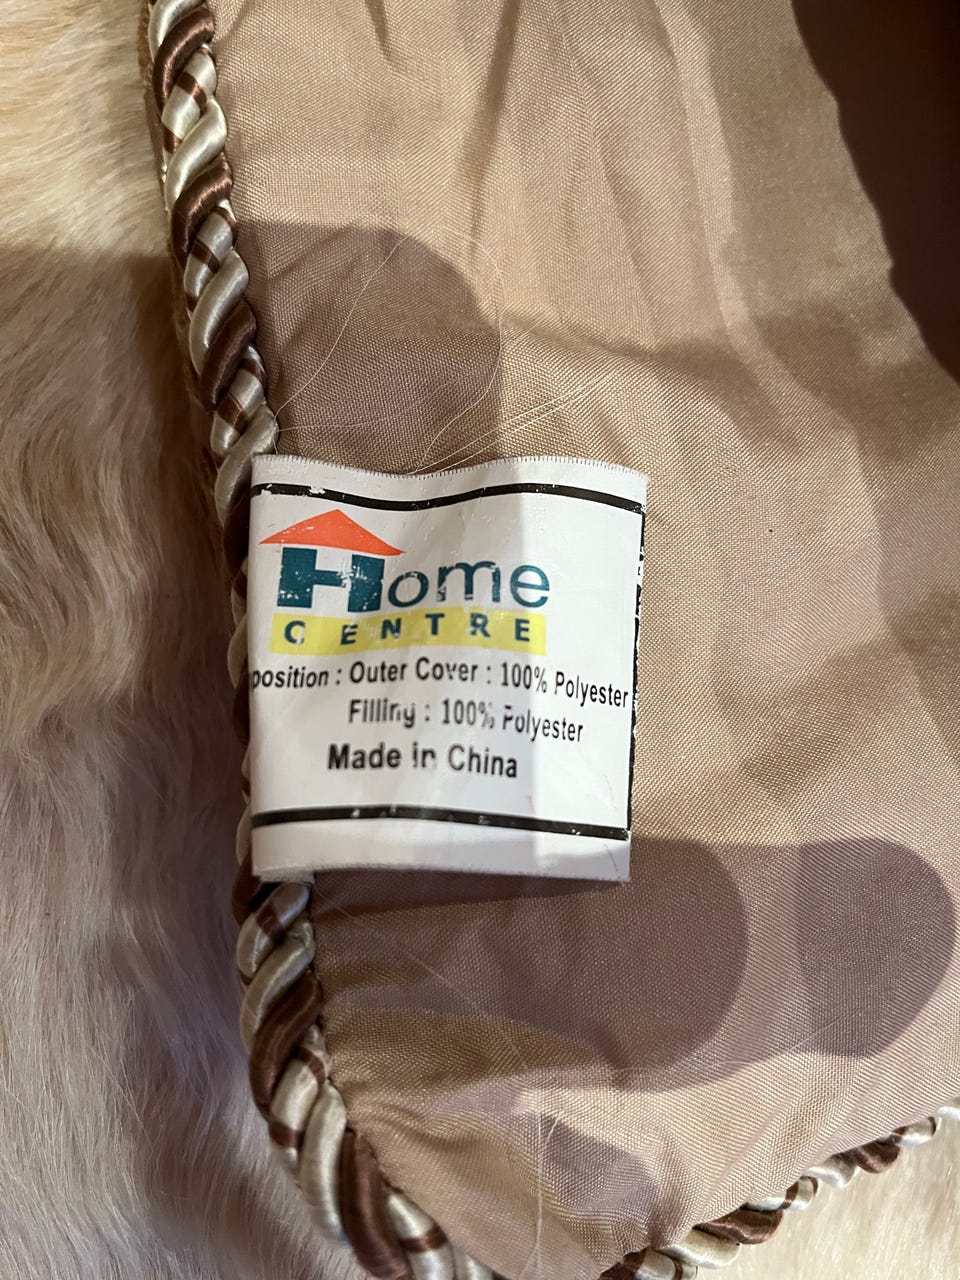 Home
CENTRE
position : Outer Cover : 100% Polyester
Filling : 100% Polyester
Made in China